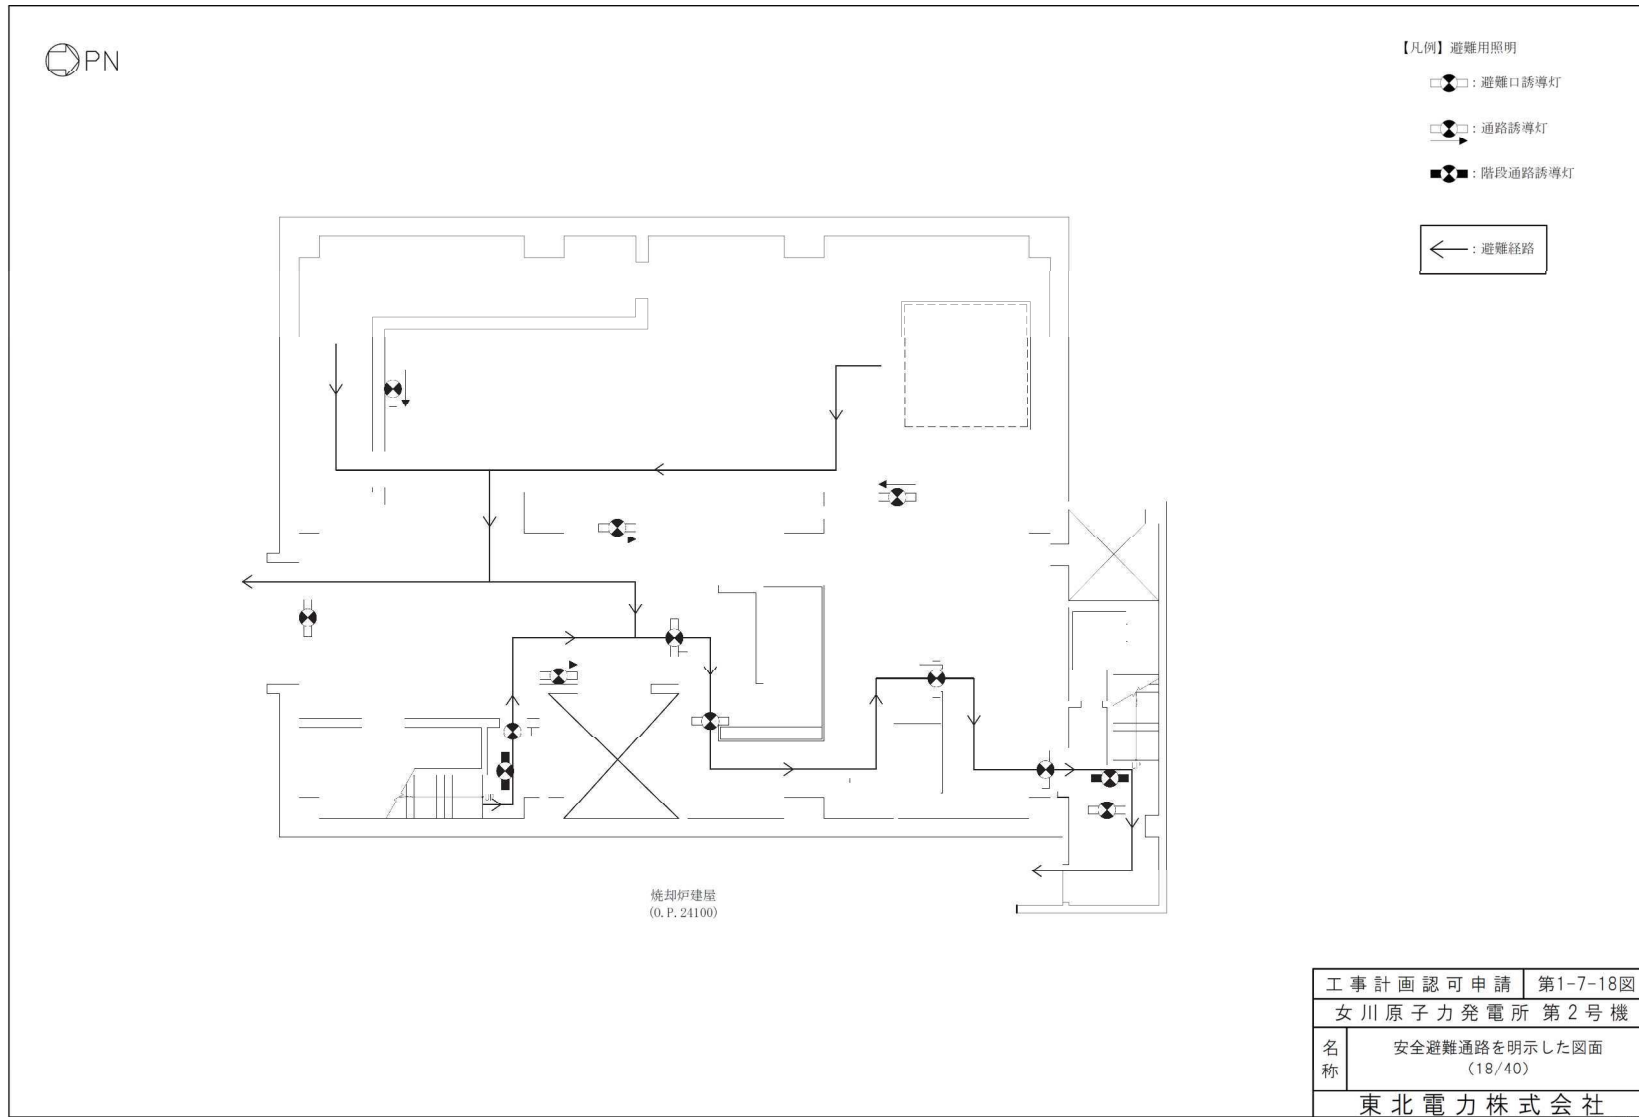 PN
【凡例】避難用照明
：避難口誘導灯
：通路誘導灯
：階段通路誘導灯
：避難経路
焼却炉建屋
(O.P.24100)
工事計画認可申請 第1-7-18図
女川原子力発電所 第2号機
名称 安全避難通路を明示した図面
(18/40)
東北電力株式会社